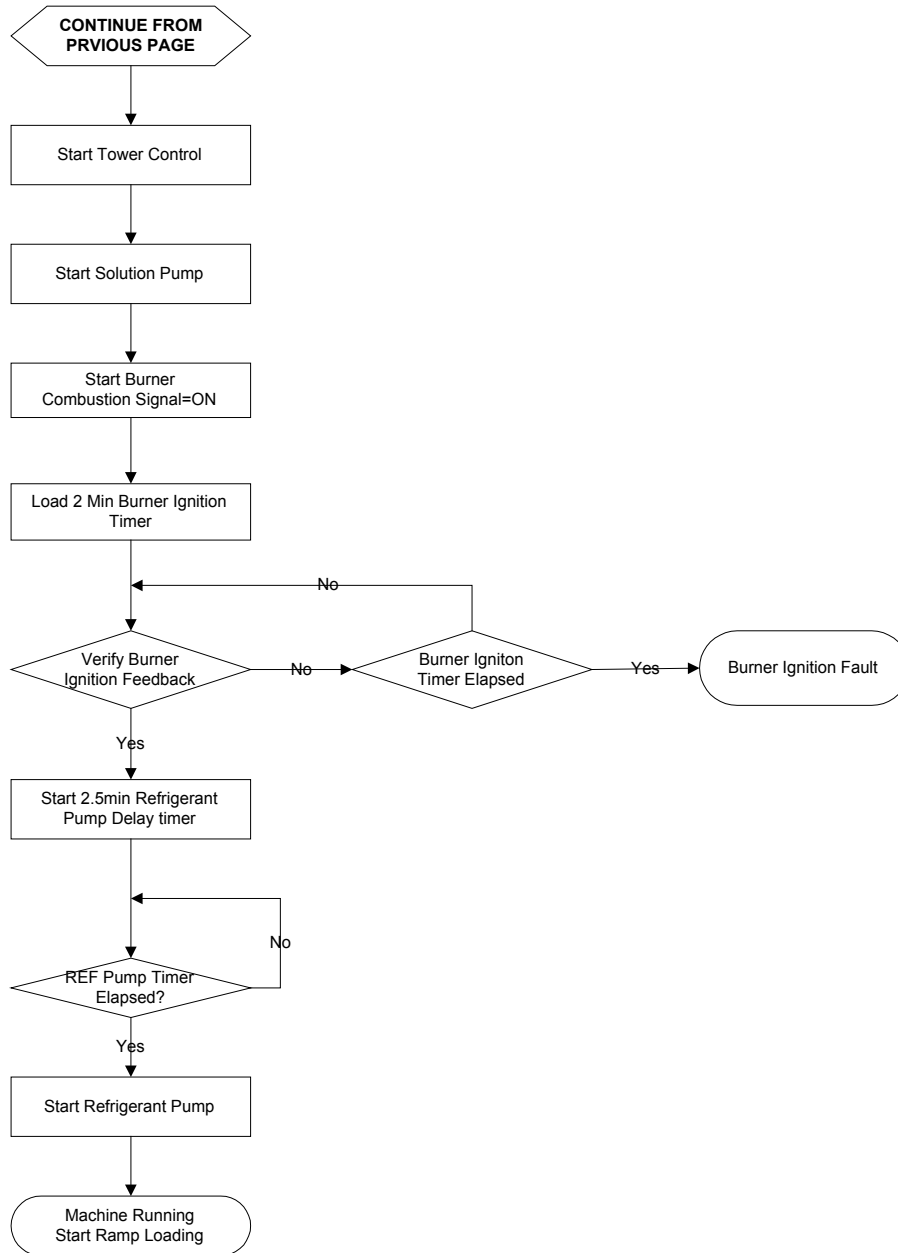 CONTINUE FROM
PRVIOUS PAGE
Start Tower Control
Start Solution Pump
Start Burner
Combustion Signal=ON
Load 2 Min Burner Ignition
Timer
No
Verify Burner
Ignition Feedback
No
Burner Igniton
Timer Elapsed
Yes
Burner Ignition Fault
Yes
Start 2.5min Refrigerant
Pump Delay timer
No
REF Pump Timer
Elapsed?
Yes
Start Refrigerant Pump
Machine Running
Start Ramp Loading